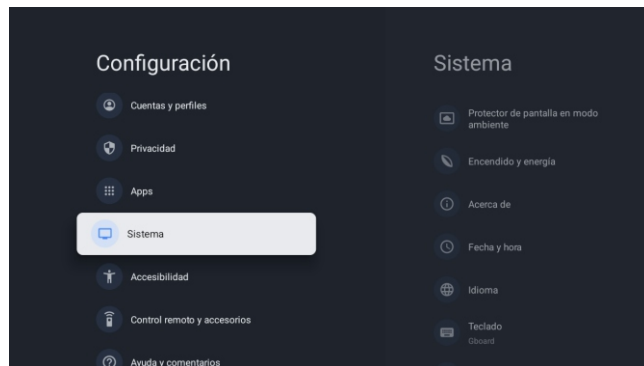 Configuración
Cuentas y perfiles
Privacidad
Apps
Sistema
Accesibilidad
Control remoto y accesorios
Ayuda y comentarios
Sistema
Protector de pantalla en modo
ambiente
Encendido y energía
Acerca de
Fecha y hora
Idioma
Teclado
Gboard